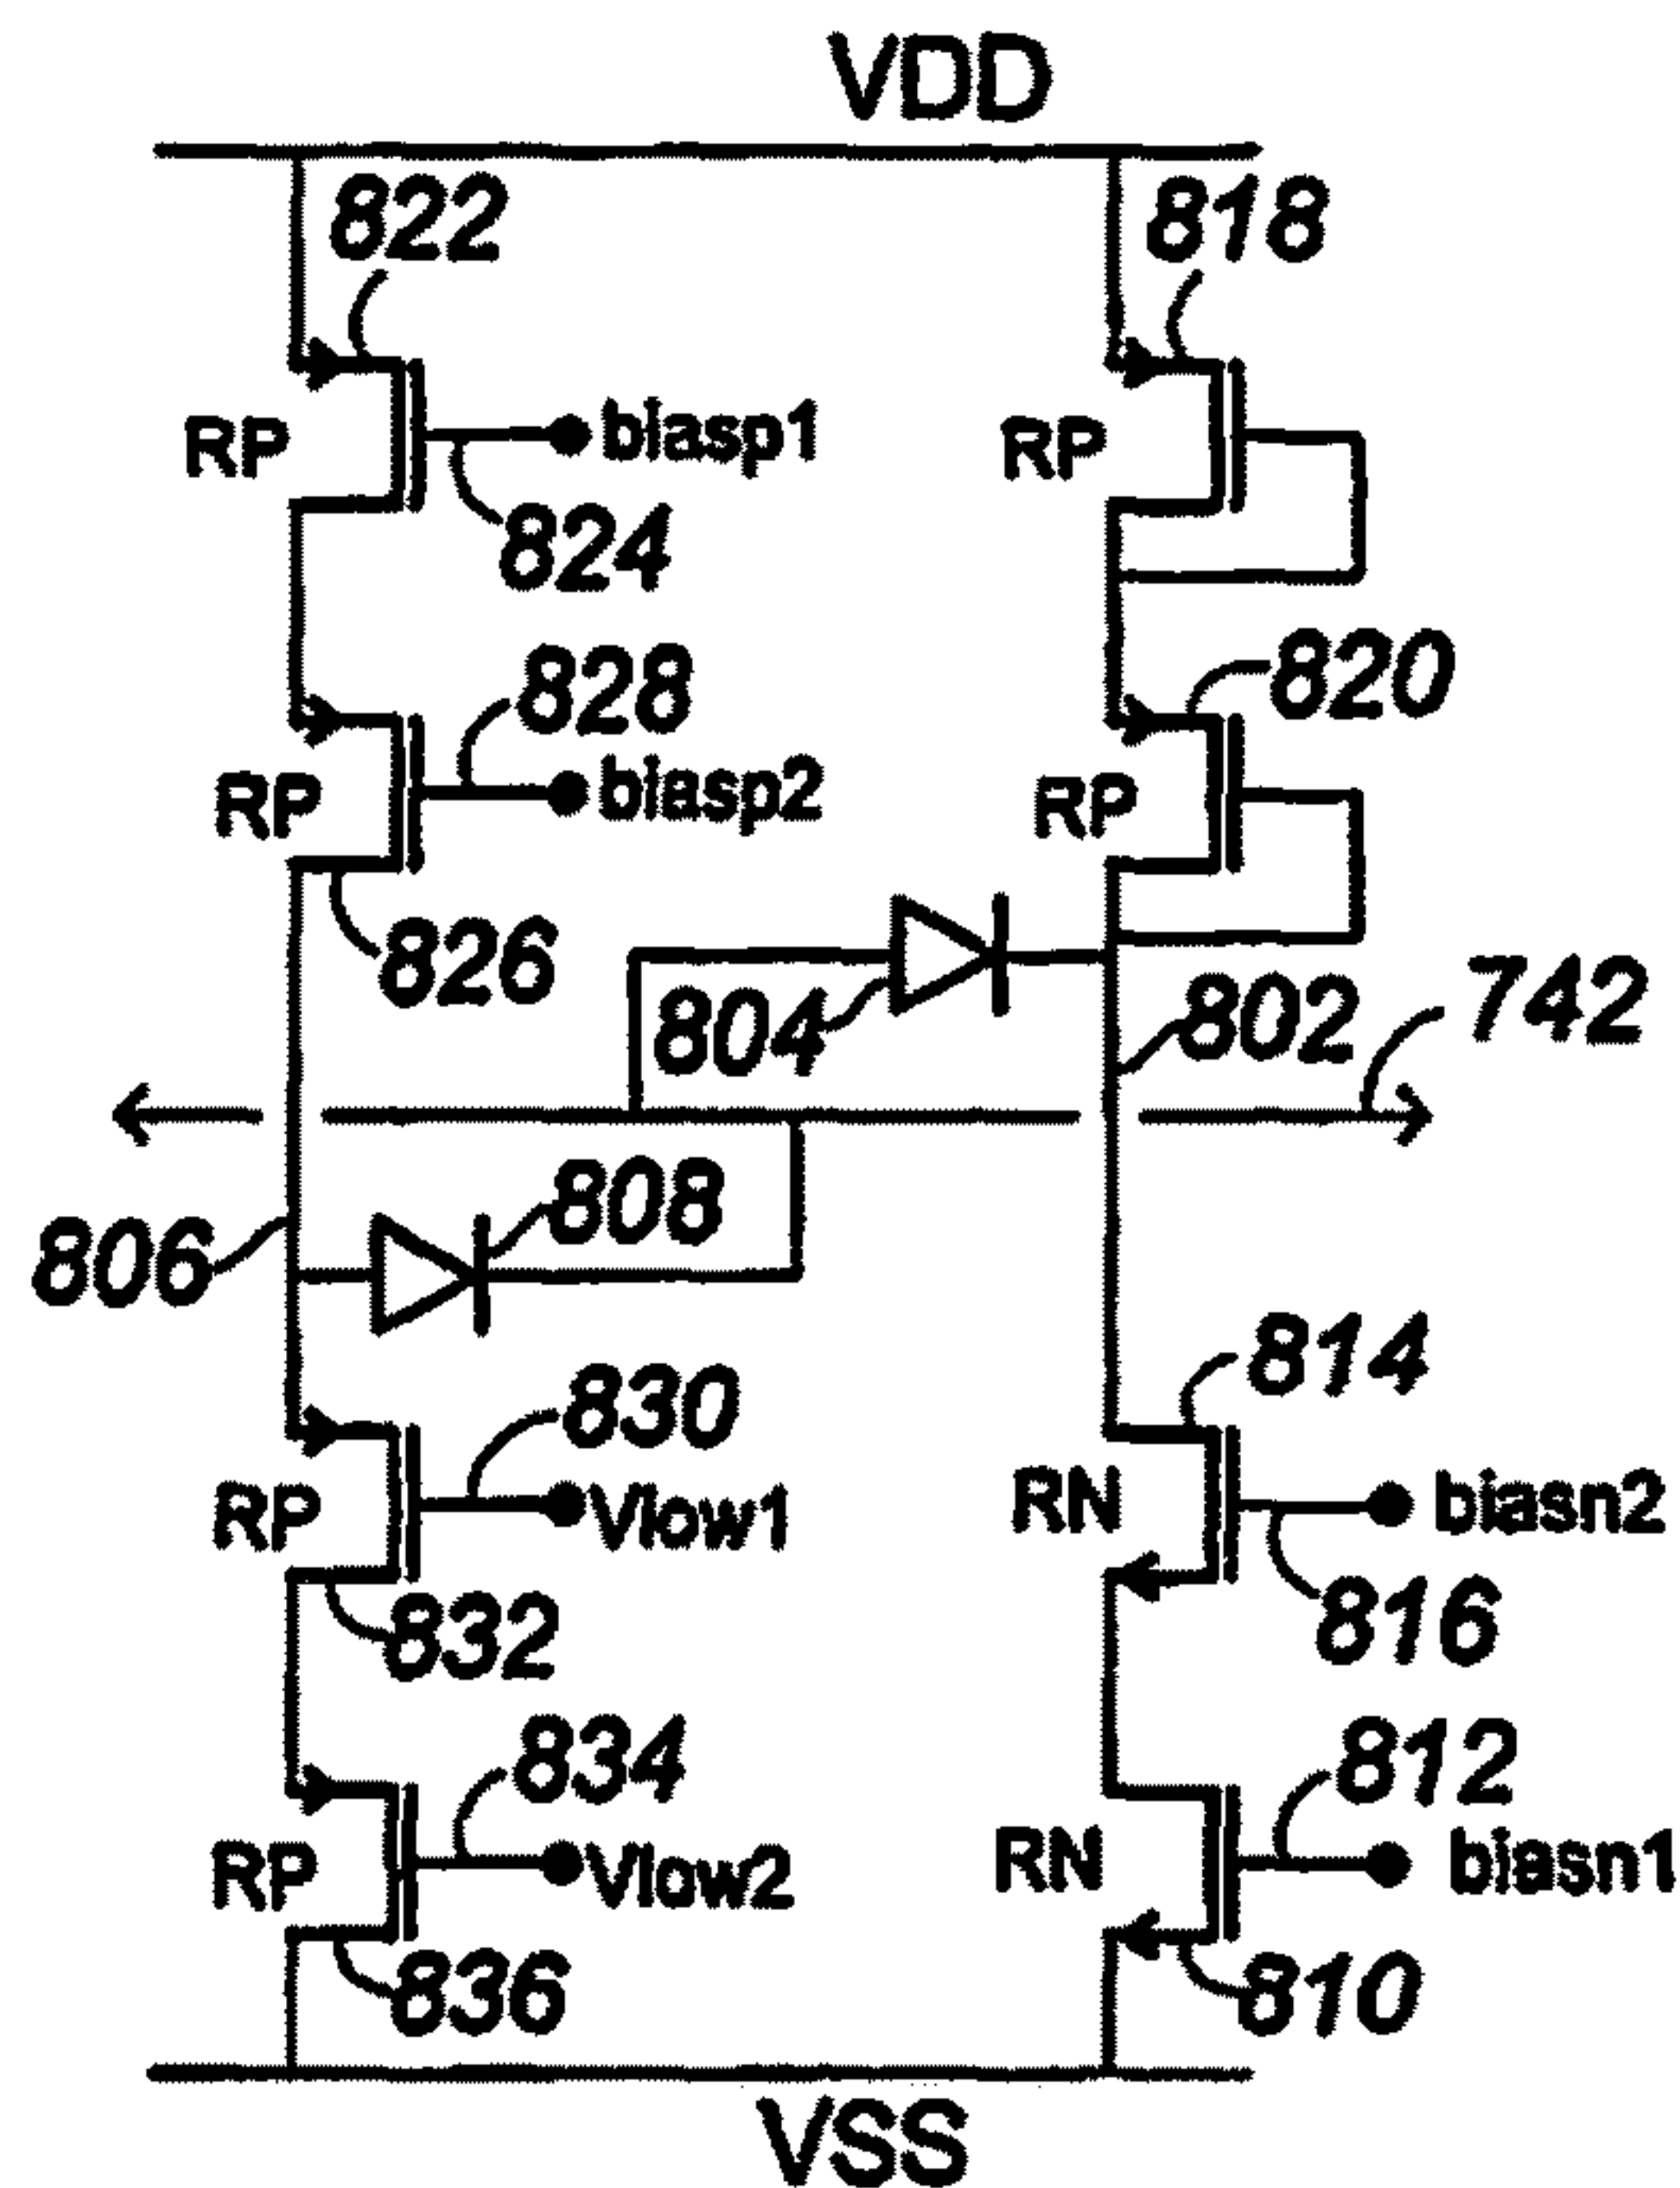 VDD
822
818
RP
biasp1
RP
824
828
820
RP
biasp2
RP
826
804
802
742
808
806
814
830
RP
Vlow1
RN
biasn2
832
816
834
812
RP
Vlow2
RN
biasn1
836
810
VSS